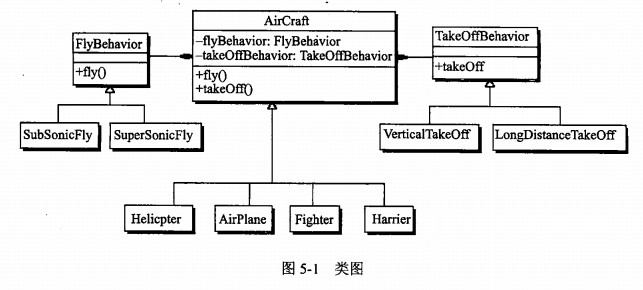 AirCraft
–flyBehavior: FlyBehavior
–takeOffBehavior: TakeOffBehavior
+fly()
+takeOff()
FlyBehavior
+fly()
TakeOffBehavior
+takeOff
SubSonicFly
SuperSonicFly
VerticalTakeOff
LongDistanceTakeOff
Helicpter
AirPlane
Fighter
Harrier
图 5-1 类图